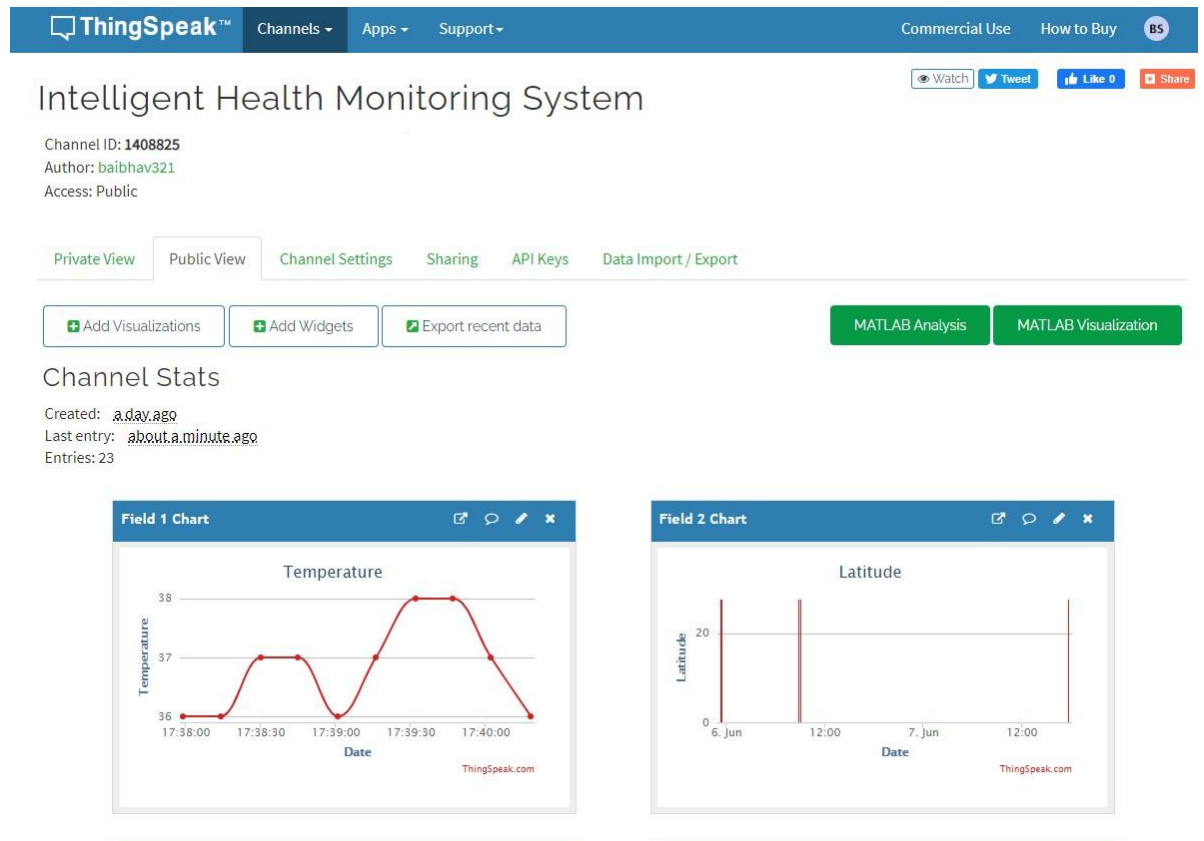 ThingSpeak™ Channels Apps Support Commercial Use How to Buy BS
Watch Tweet Like 0 Share
Intelligent Health Monitoring System
Channel ID: 1408825
Author: baibhav321
Access: Public
Private View Public View Channel Settings Sharing API Keys Data Import / Export
Add Visualizations Add Widgets Export recent data MATLAB Analysis MATLAB Visualization
Channel Stats
Created: a day ago
Last entry: about a minute ago
Entries: 23
Field 1 Chart
Temperature
Temperature
38
37
36
17:38:00 17:38:30 17:39:00 17:39:30 17:40:00
Date
ThingSpeak.com
Field 2 Chart
Latitude
Latitude
20
0
6. Jun 12:00 7. Jun 12:00
Date
ThingSpeak.com